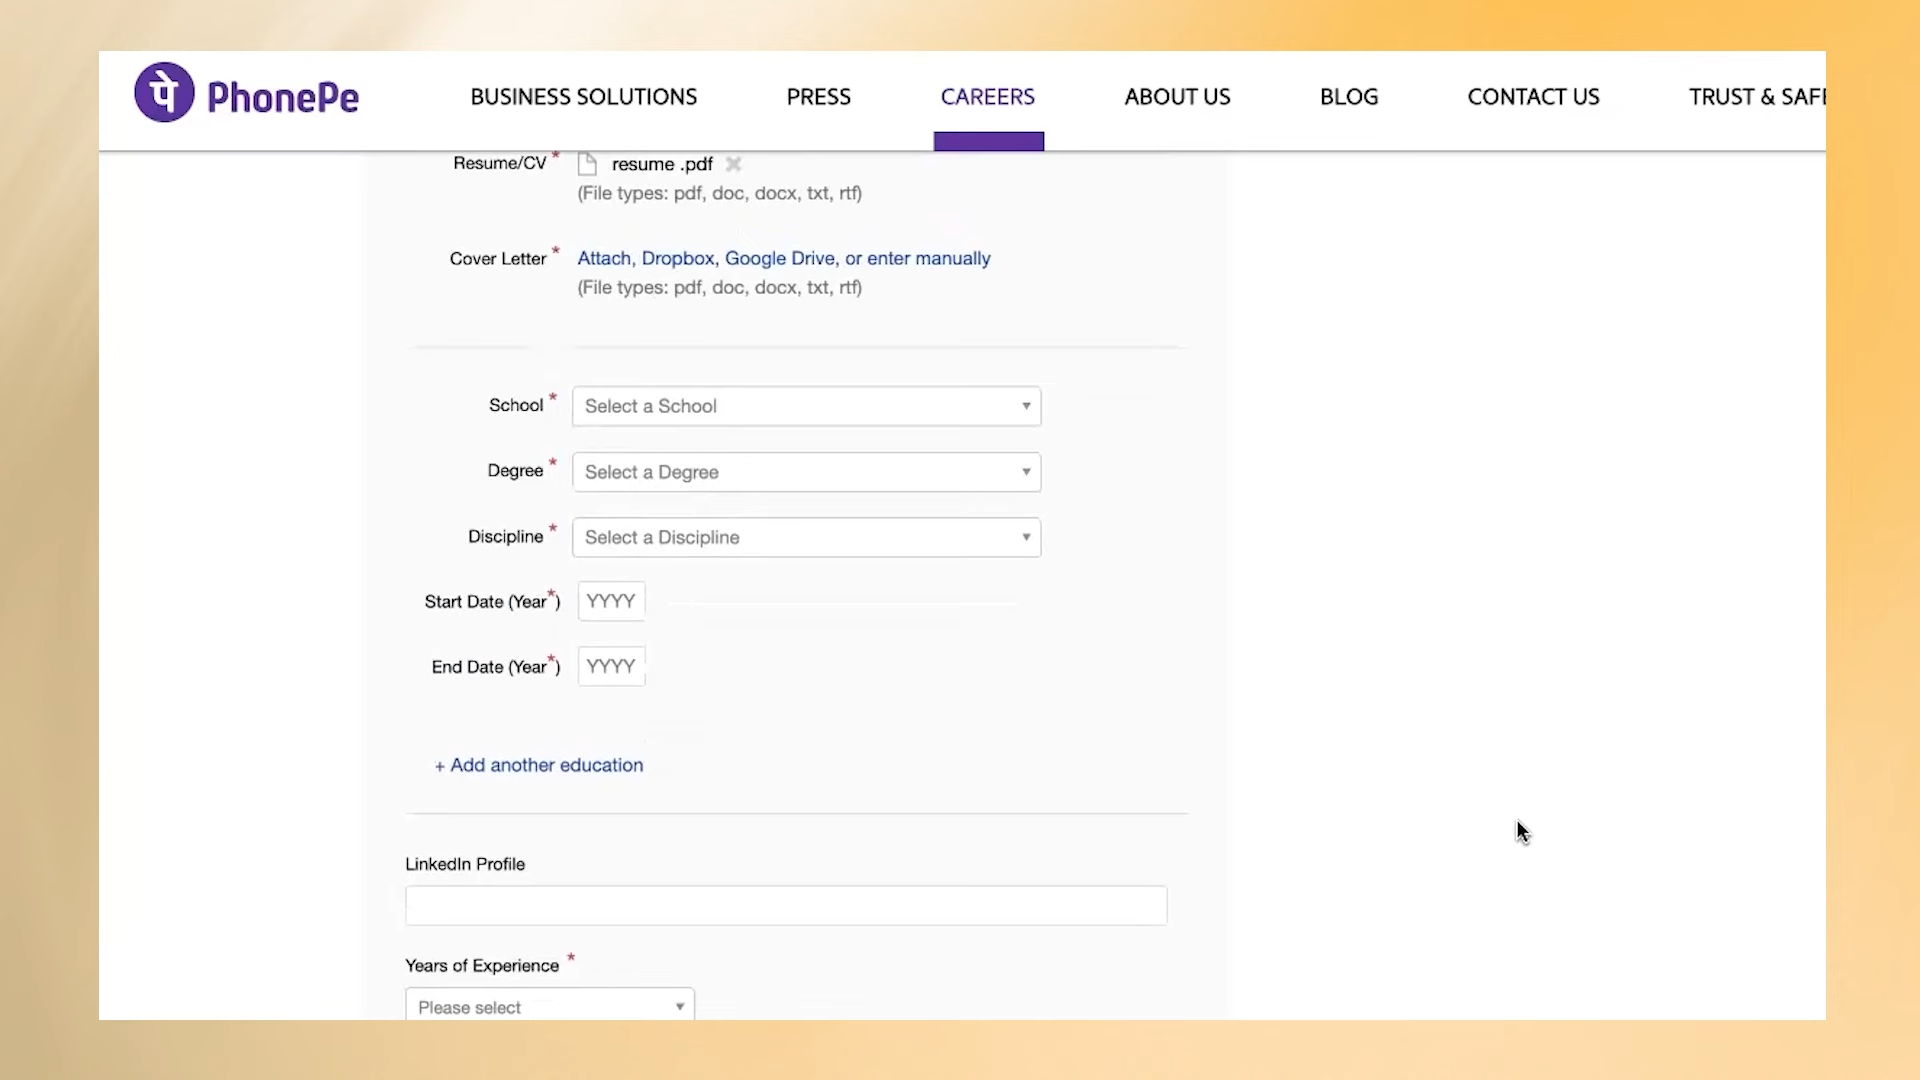 पे PhonePe BUSINESS SOLUTIONS PRESS CAREERS ABOUT US BLOG CONTACT US TRUST & SAFE
Resume/CV * resume .pdf
(File types: pdf, doc, docx, txt, rtf)
Cover Letter * Attach, Dropbox, Google Drive, or enter manually
(File types: pdf, doc, docx, txt, rtf)
School * Select a School
Degree * Select a Degree
Discipline * Select a Discipline
Start Date (Year*) YYYY
End Date (Year*) YYYY
+ Add another education
LinkedIn Profile
Years of Experience *
Please select